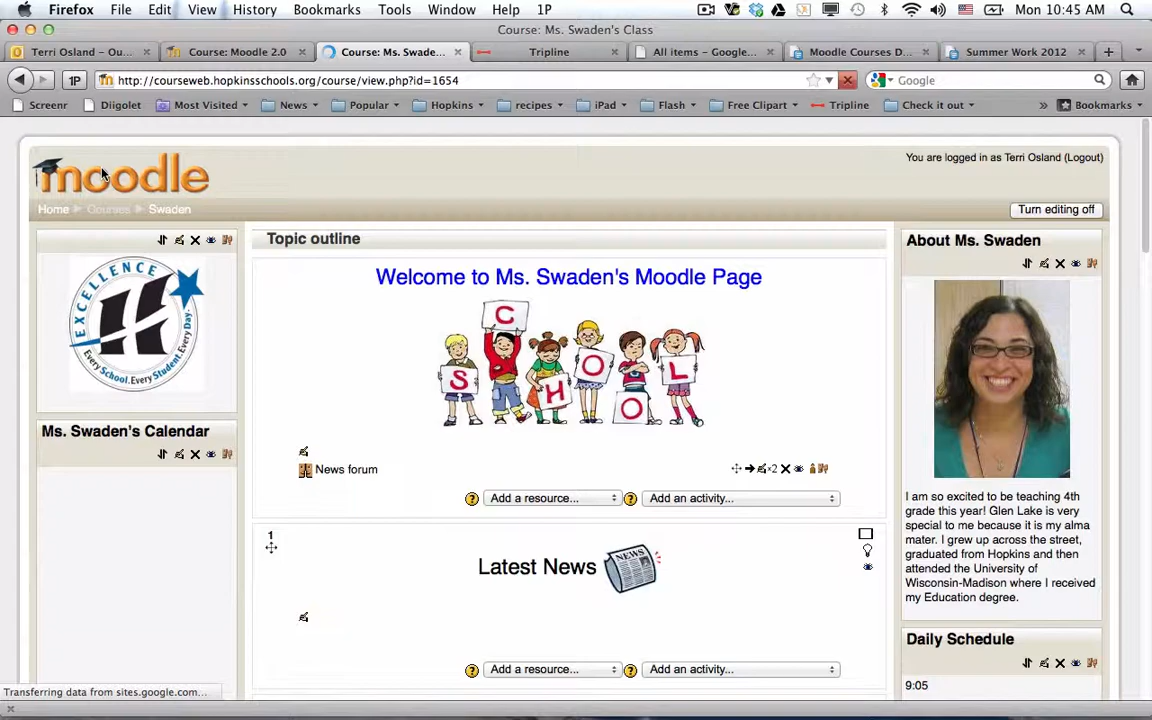 Firefox File Edit View History Bookmarks Tools Window Help 1P Mon 10:45 AM
Course: Ms. Swaden's Class
Terri Osland – Ou... Course: Moodle 2.0 Course: Ms. Swade... Tripline All items – Google... Moodle Courses D... Summer Work 2012
1P http://courseweb.hopkinsschools.org/course/view.php?id=1654 Google
Screenr Diigolet Most Visited News Popular Hopkins recipes iPad Flash Free Clipart Tripline Check it out » Bookmarks
moodle
You are logged in as Terri Osland (Logout)
Home Courses Swaden
Turn editing off
EXCELLENCE
H
Every School. Every Student. Every Day.
Ms. Swaden's Calendar
Topic outline
Welcome to Ms. Swaden's Moodle Page
S C H O O L
News forum
×2
Add a resource... Add an activity...
1
Latest News
NEWS
Add a resource... Add an activity...
About Ms. Swaden
I am so excited to be teaching 4th
grade this year! Glen Lake is very
special to me because it is my alma
mater. I grew up across the street,
graduated from Hopkins and then
attended the University of
Wisconsin-Madison where I received
my Education degree.
Daily Schedule
9:05
Transferring data from sites.google.com...